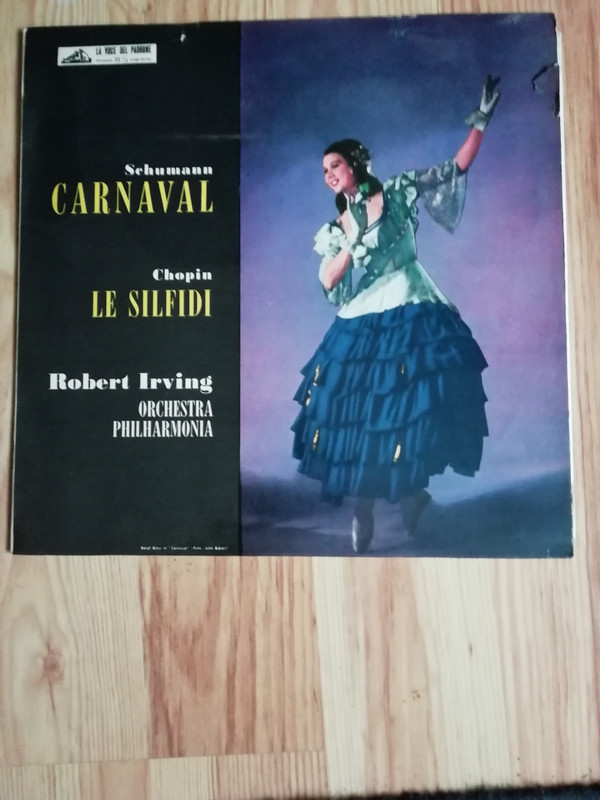 LA VOCE DEL PADRONE
Schumann
CARNAVAL
Chopin
LE SILFIDI
Robert Irving
ORCHESTRA
PHILHARMONIA